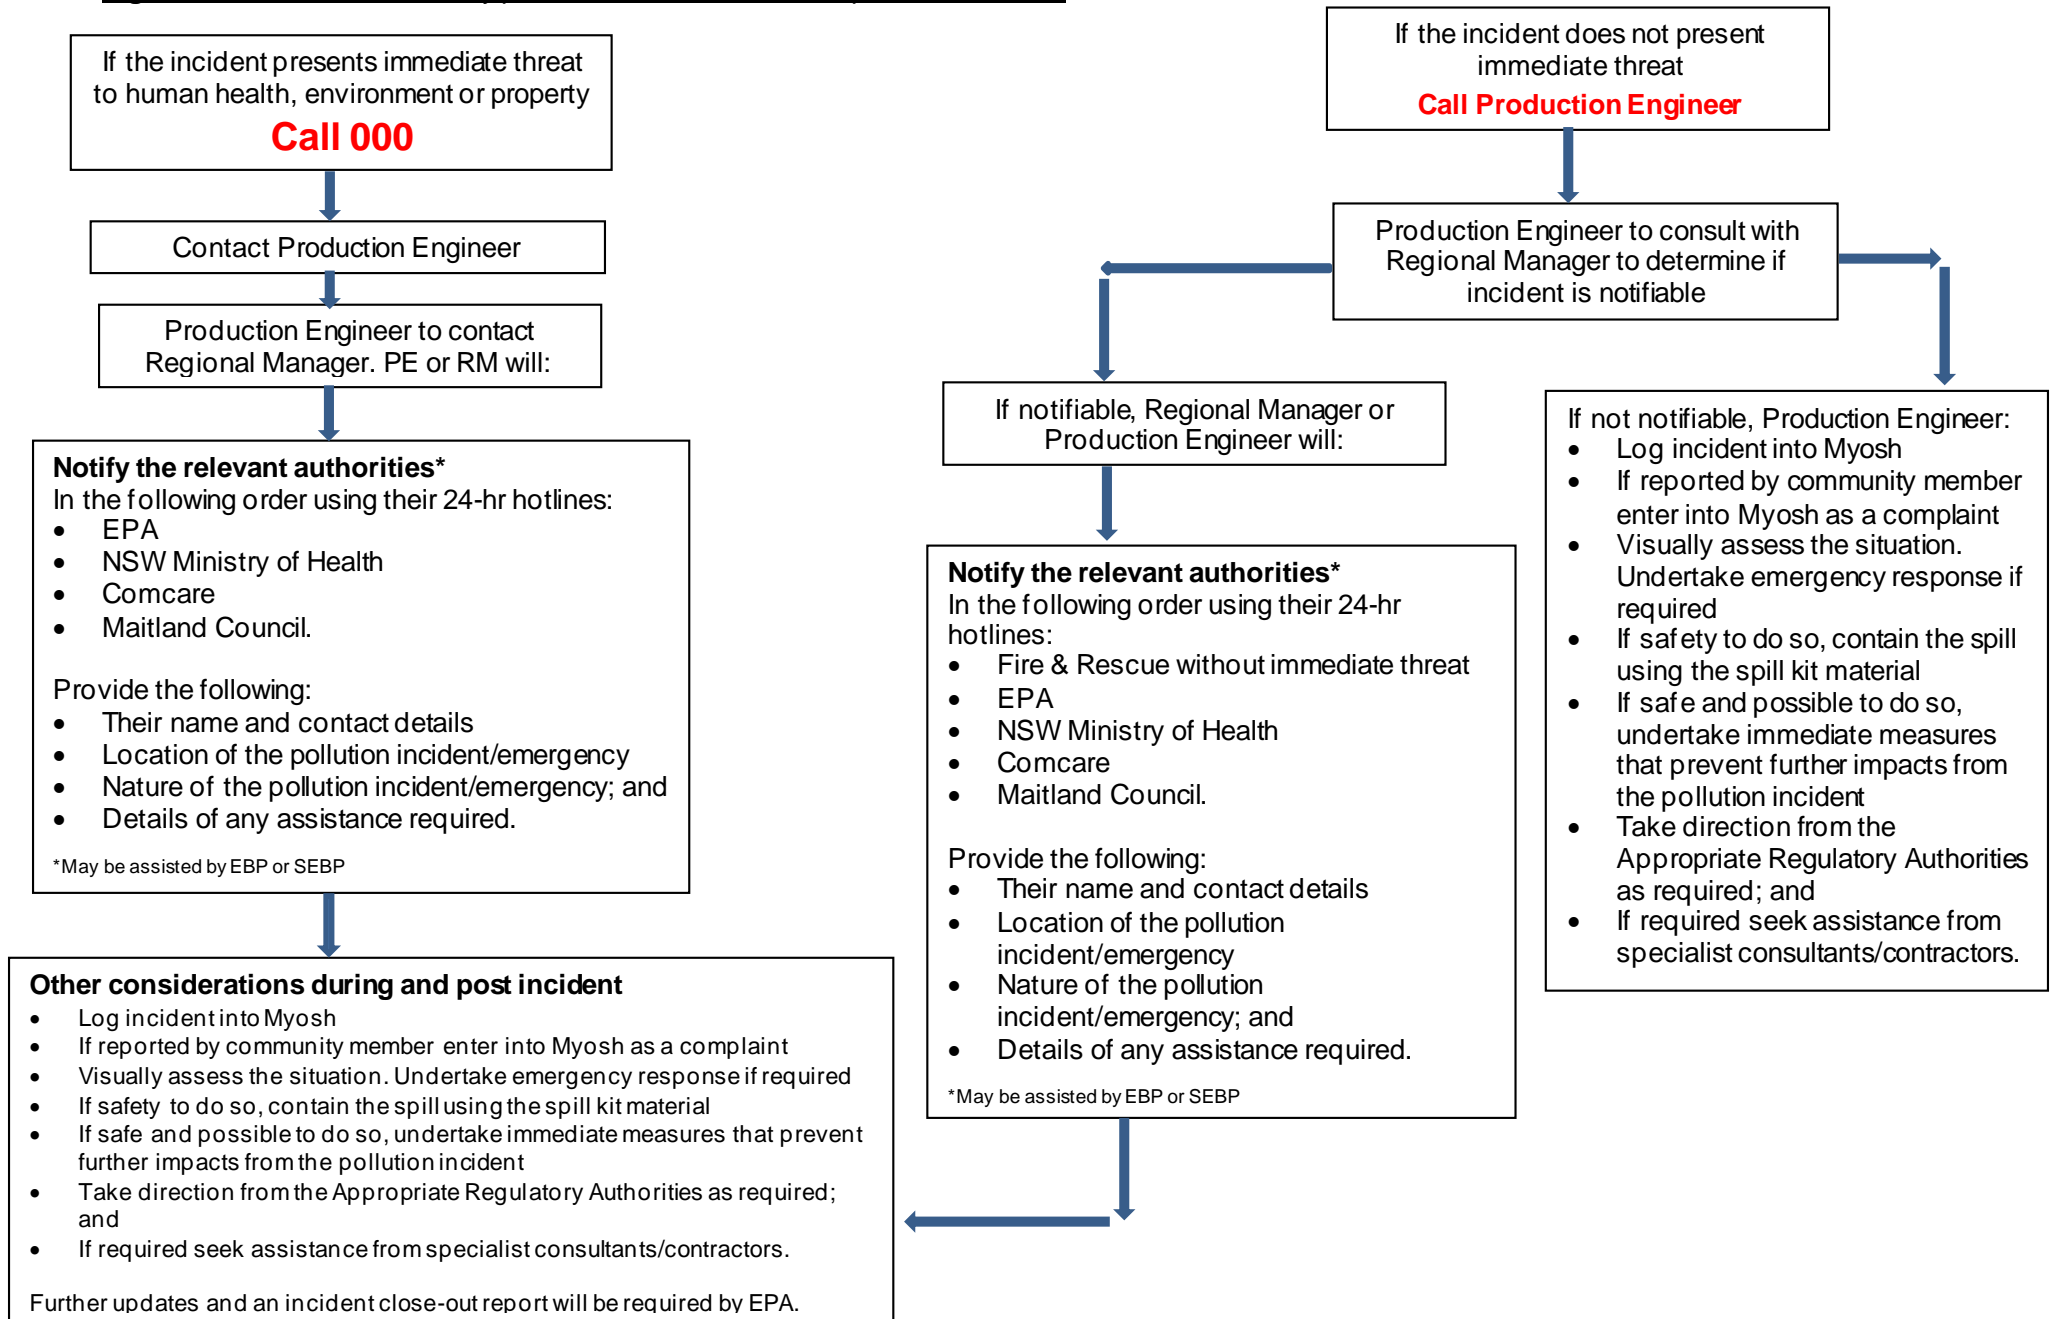 If the incident presents immediate threat
to human health, environment or property
Call 000
Contact Production Engineer
Production Engineer to contact
Regional Manager. PE or RM will:
Notify the relevant authorities*
In the following order using their 24-hr hotlines:
• EPA
• NSW Ministry of Health
• Comcare
• Maitland Council.
Provide the following:
• Their name and contact details
• Location of the pollution incident/emergency
• Nature of the pollution incident/emergency; and
• Details of any assistance required.
*May be assisted by EBP or SEBP
Other considerations during and post incident
• Log incident into Myosh
• If reported by community member enter into Myosh as a complaint
• Visually assess the situation. Undertake emergency response if required
• If safety to do so, contain the spill using the spill kit material
• If safe and possible to do so, undertake immediate measures that prevent
further impacts from the pollution incident
• Take direction from the Appropriate Regulatory Authorities as required;
and
• If required seek assistance from specialist consultants/contractors.
Further updates and an incident close-out report will be required by EPA.
If the incident does not present
immediate threat
Call Production Engineer
Production Engineer to consult with
Regional Manager to determine if
incident is notifiable
If notifiable, Regional Manager or
Production Engineer will:
Notify the relevant authorities*
In the following order using their 24-hr
hotlines:
• Fire & Rescue without immediate threat
• EPA
• NSW Ministry of Health
• Comcare
• Maitland Council.
Provide the following:
• Their name and contact details
• Location of the pollution
incident/emergency
• Nature of the pollution
incident/emergency; and
• Details of any assistance required.
*May be assisted by EBP or SEBP
If not notifiable, Production Engineer:
• Log incident into Myosh
• If reported by community member
enter into Myosh as a complaint
• Visually assess the situation.
Undertake emergency response if
required
• If safety to do so, contain the spill
using the spill kit material
• If safe and possible to do so,
undertake immediate measures
that prevent further impacts from
the pollution incident
• Take direction from the
Appropriate Regulatory Authorities
as required; and
• If required seek assistance from
specialist consultants/contractors.